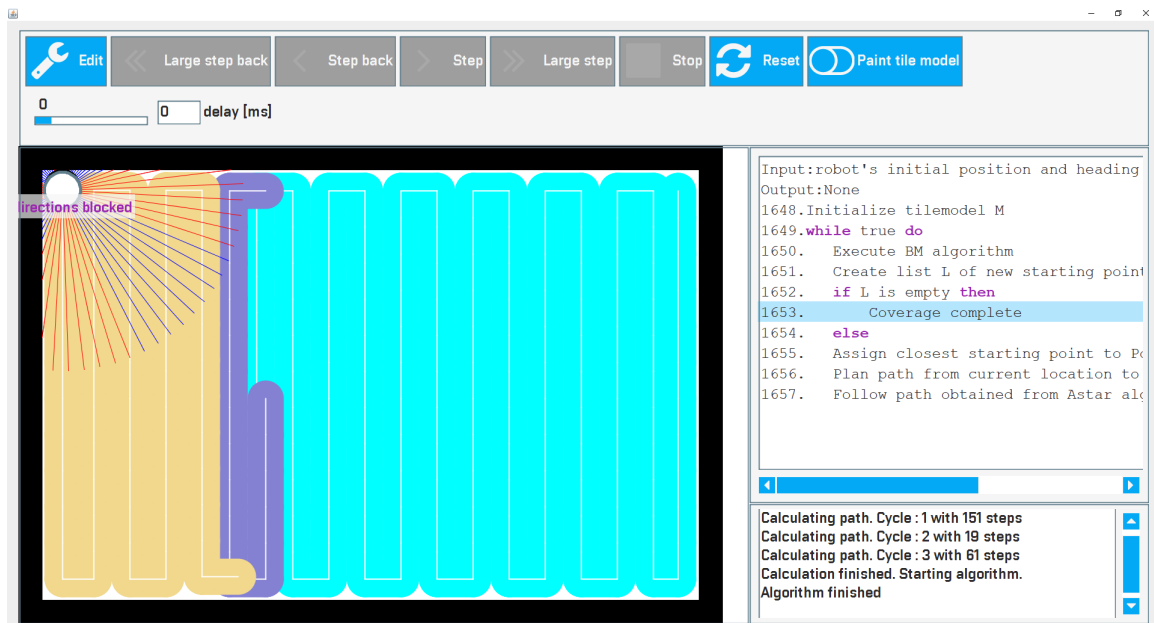 Edit
Large step back
Step back
Step
Large step
Stop
Reset
Paint tile model
0
0 delay [ms]
irections blocked
Input:robot's initial position and heading
Output:None
1648.Initialize tilemodel M
1649.while true do
1650. Execute BM algorithm
1651. Create list L of new starting point
1652. if L is empty then
1653. Coverage complete
1654. else
1655. Assign closest starting point to Po
1656. Plan path from current location to
1657. Follow path obtained from Astar alg
Calculating path. Cycle : 1 with 151 steps
Calculating path. Cycle : 2 with 19 steps
Calculating path. Cycle : 3 with 61 steps
Calculation finished. Starting algorithm.
Algorithm finished